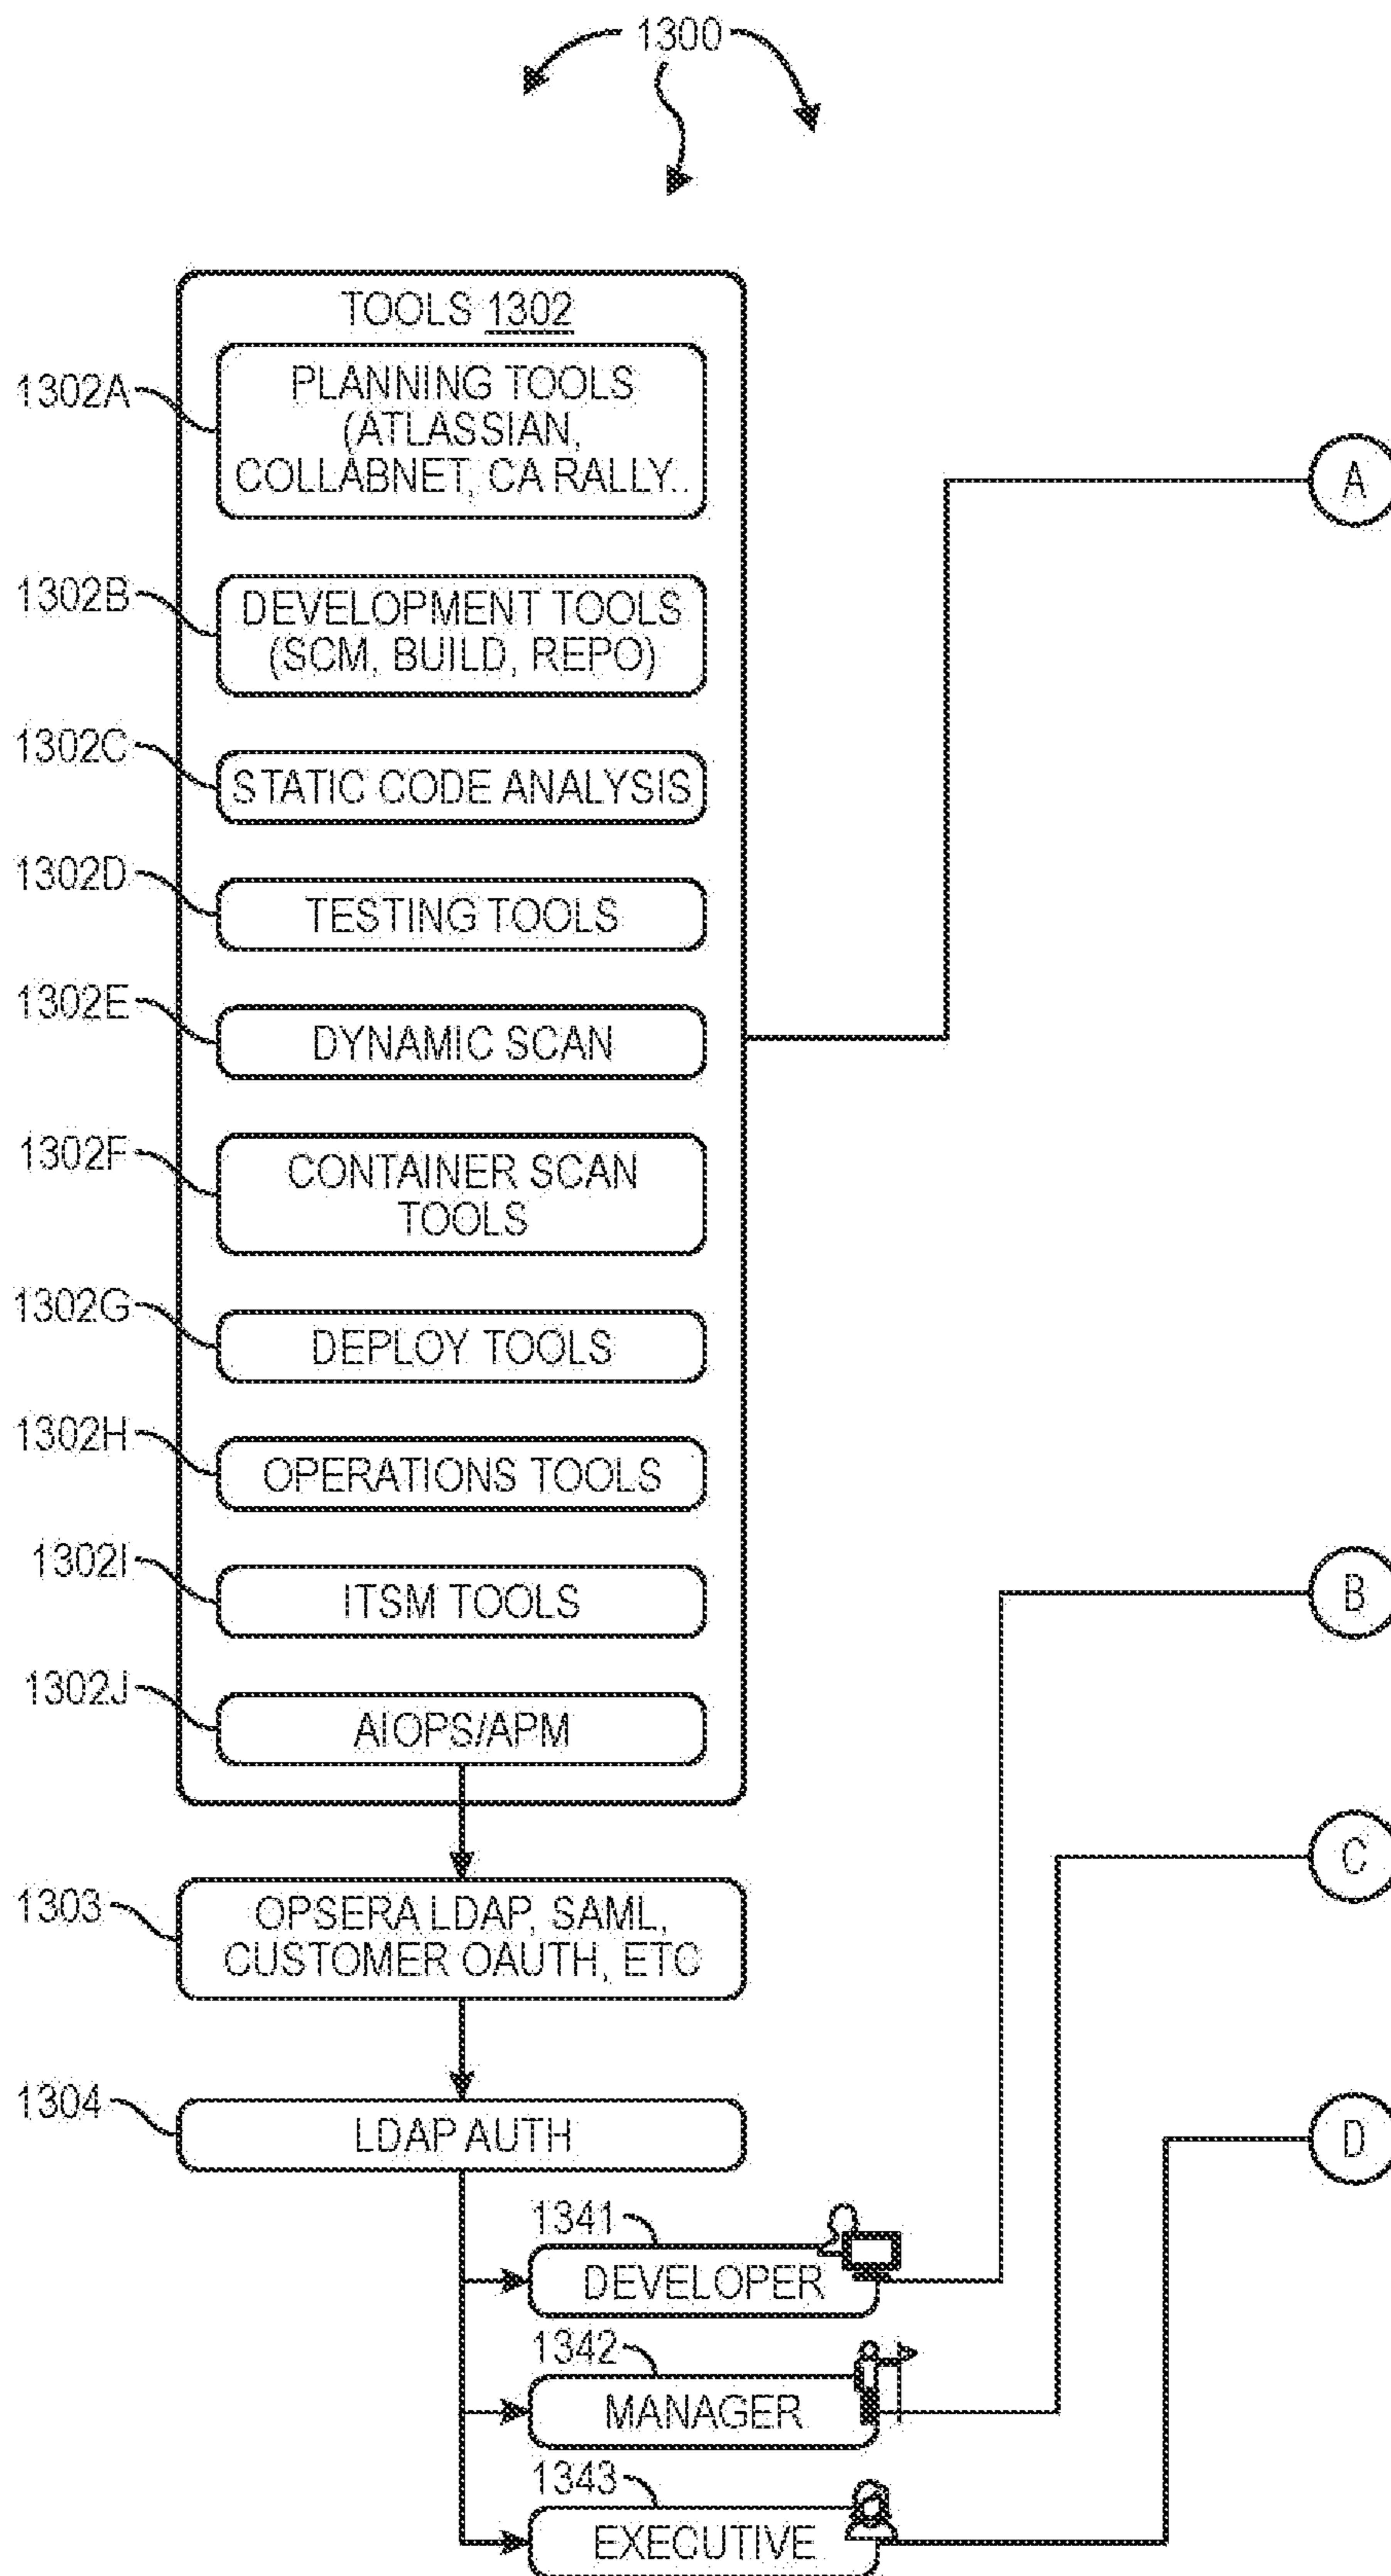 1300
TOOLS 1302
1302A
PLANNING TOOLS
(ATLASSIAN,
COLLABNET, CA RALLY..
A
1302B
DEVELOPMENT TOOLS
(SCM, BUILD, REPO)
1302C
STATIC CODE ANALYSIS
1302D
TESTING TOOLS
1302E
DYNAMIC SCAN
1302F
CONTAINER SCAN
TOOLS
1302G
DEPLOY TOOLS
1302H
OPERATIONS TOOLS
1302I
ITSM TOOLS
B
1302J
AIOPS/APM
C
1303
OPSERA LDAP, SAML,
CUSTOMER OAUTH, ETC
1304
LDAP AUTH
D
1341
DEVELOPER
1342
MANAGER
1343
EXECUTIVE